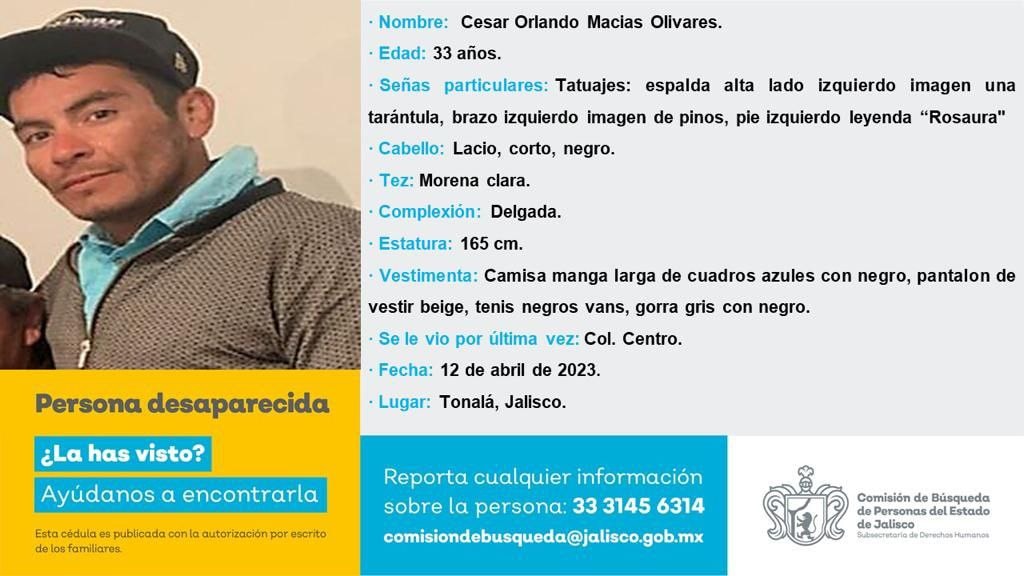 · Nombre: Cesar Orlando Macias Olivares.
· Edad: 33 años.
· Señas particulares: Tatuajes: espalda alta lado izquierdo imagen una
tarántula, brazo izquierdo imagen de pinos, pie izquierdo leyenda “Rosaura"
· Cabello: Lacio, corto, negro.
· Tez: Morena clara.
· Complexión: Delgada.
· Estatura: 165 cm.
· Vestimenta: Camisa manga larga de cuadros azules con negro, pantalon de
vestir beige, tenis negros vans, gorra gris con negro.
· Se le vio por última vez: Col. Centro.
· Fecha: 12 de abril de 2023.
· Lugar: Tonalá, Jalisco.
Persona desaparecida
¿La has visto?
Ayúdanos a encontrarla
Esta cédula es publicada con la autorización por escrito
de los familiares.
Reporta cualquier información
sobre la persona: 33 3145 6314
comisiondebusqueda@jalisco.gob.mx
Comisión de Búsqueda
de Personas del Estado
de Jalisco
Subsecretaría de Derechos Humanos